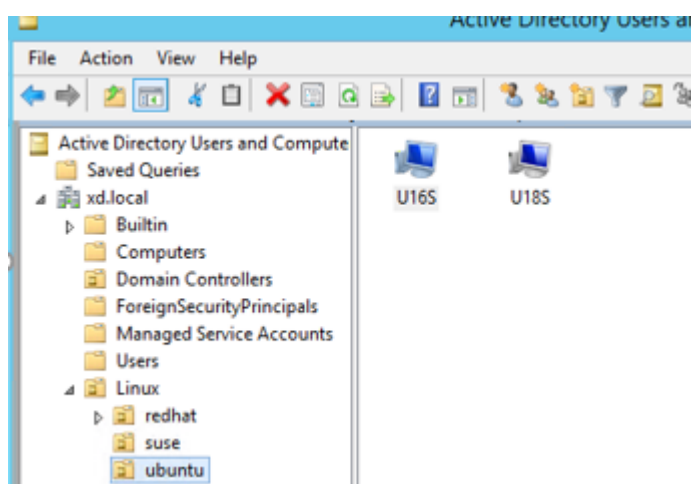 Active Directory Users
File Action View Help
Active Directory Users and Compute
Saved Queries
xd.local
Builtin
Computers
Domain Controllers
ForeignSecurityPrincipals
Managed Service Accounts
Users
Linux
redhat
suse
ubuntu
U16S U18S